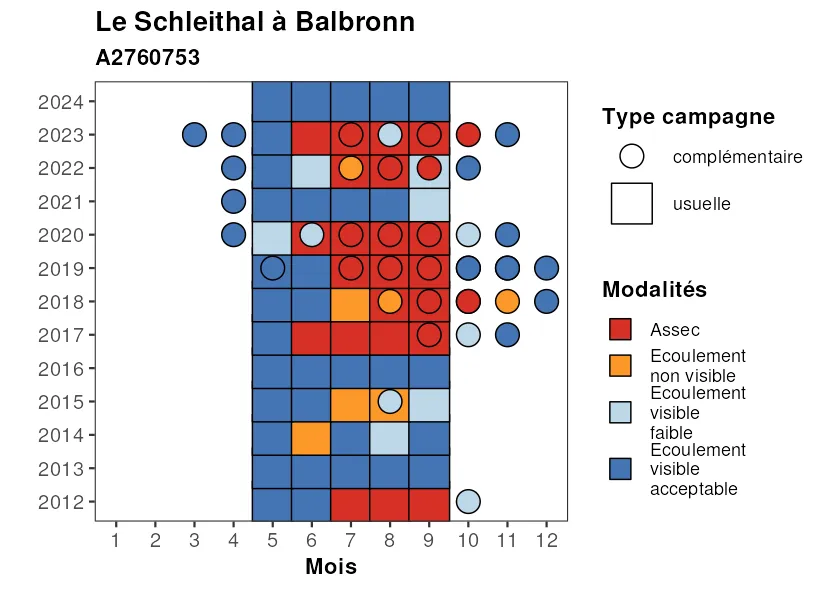 Le Schleithal à Balbronn
A2760753
2024
2023
2022
2021
2020
2019
2018
2017
2016
2015
2014
2013
2012
1 2 3 4 5 6 7 8 9 10 11 12
Mois
Type campagne
complémentaire
usuelle
Modalités
Assec
Ecoulement
non visible
Ecoulement
visible
faible
Ecoulement
visible
acceptable